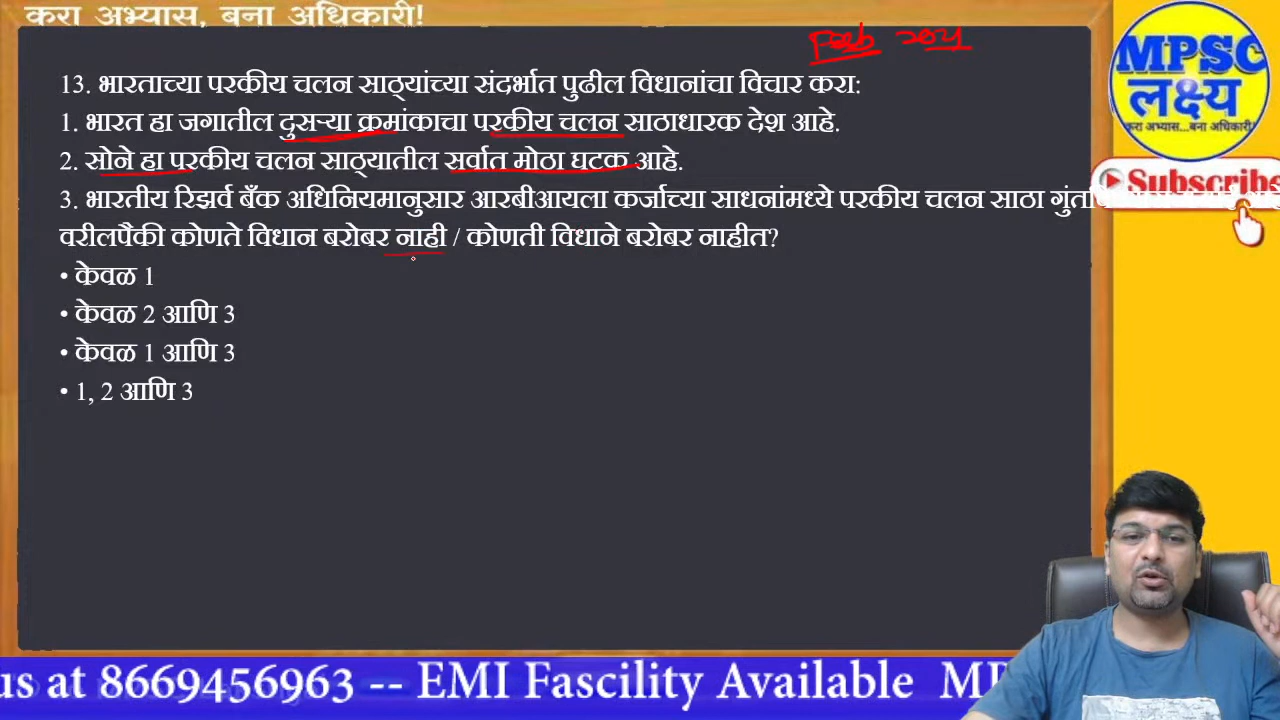 करा अभ्यास, बना अधिकारी!
Feb २०२५
13. भारताच्या परकीय चलन साठ्यांच्या संदर्भात पुढील विधानांचा विचार करा:
1. भारत हा जगातील दुसऱ्या क्रमांकाचा परकीय चलन साठाधारक देश आहे.
2. सोने हा परकीय चलन साठ्यातील सर्वात मोठा घटक आहे.
3. भारतीय रिझर्व बँक अधिनियमानुसार आरबीआयला कर्जाच्या साधनांमध्ये परकीय चलन साठा
वरीलपैकी कोणते विधान बरोबर नाही / कोणती विधाने बरोबर नाहीत?
• केवळ 1
• केवळ 2 आणि 3
• केवळ 1 आणि 3
• 1, 2 आणि 3
MPSC
लक्ष्य
करा अभ्यास...बना अधिकारी!
Subscribe
us at 8669456963 -- EMI Fascility Available